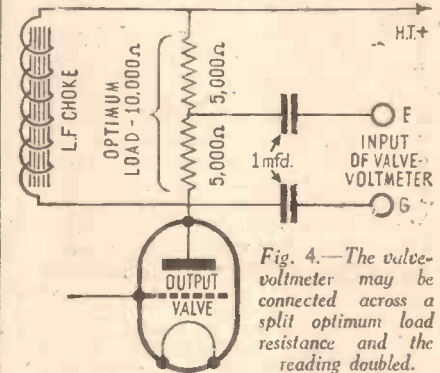 H.T.+
L.F CHOKE
OPTIMUM
LOAD-10,000Ω
5,000Ω
5,000Ω
1mfd.
E
INPUT
OF VALVE-
VOLTMETER
G
OUTPUT
VALVE
Fig. 4.—The valve-
voltmeter may be
connected across a
split optimum load
resistance and the
reading doubled.